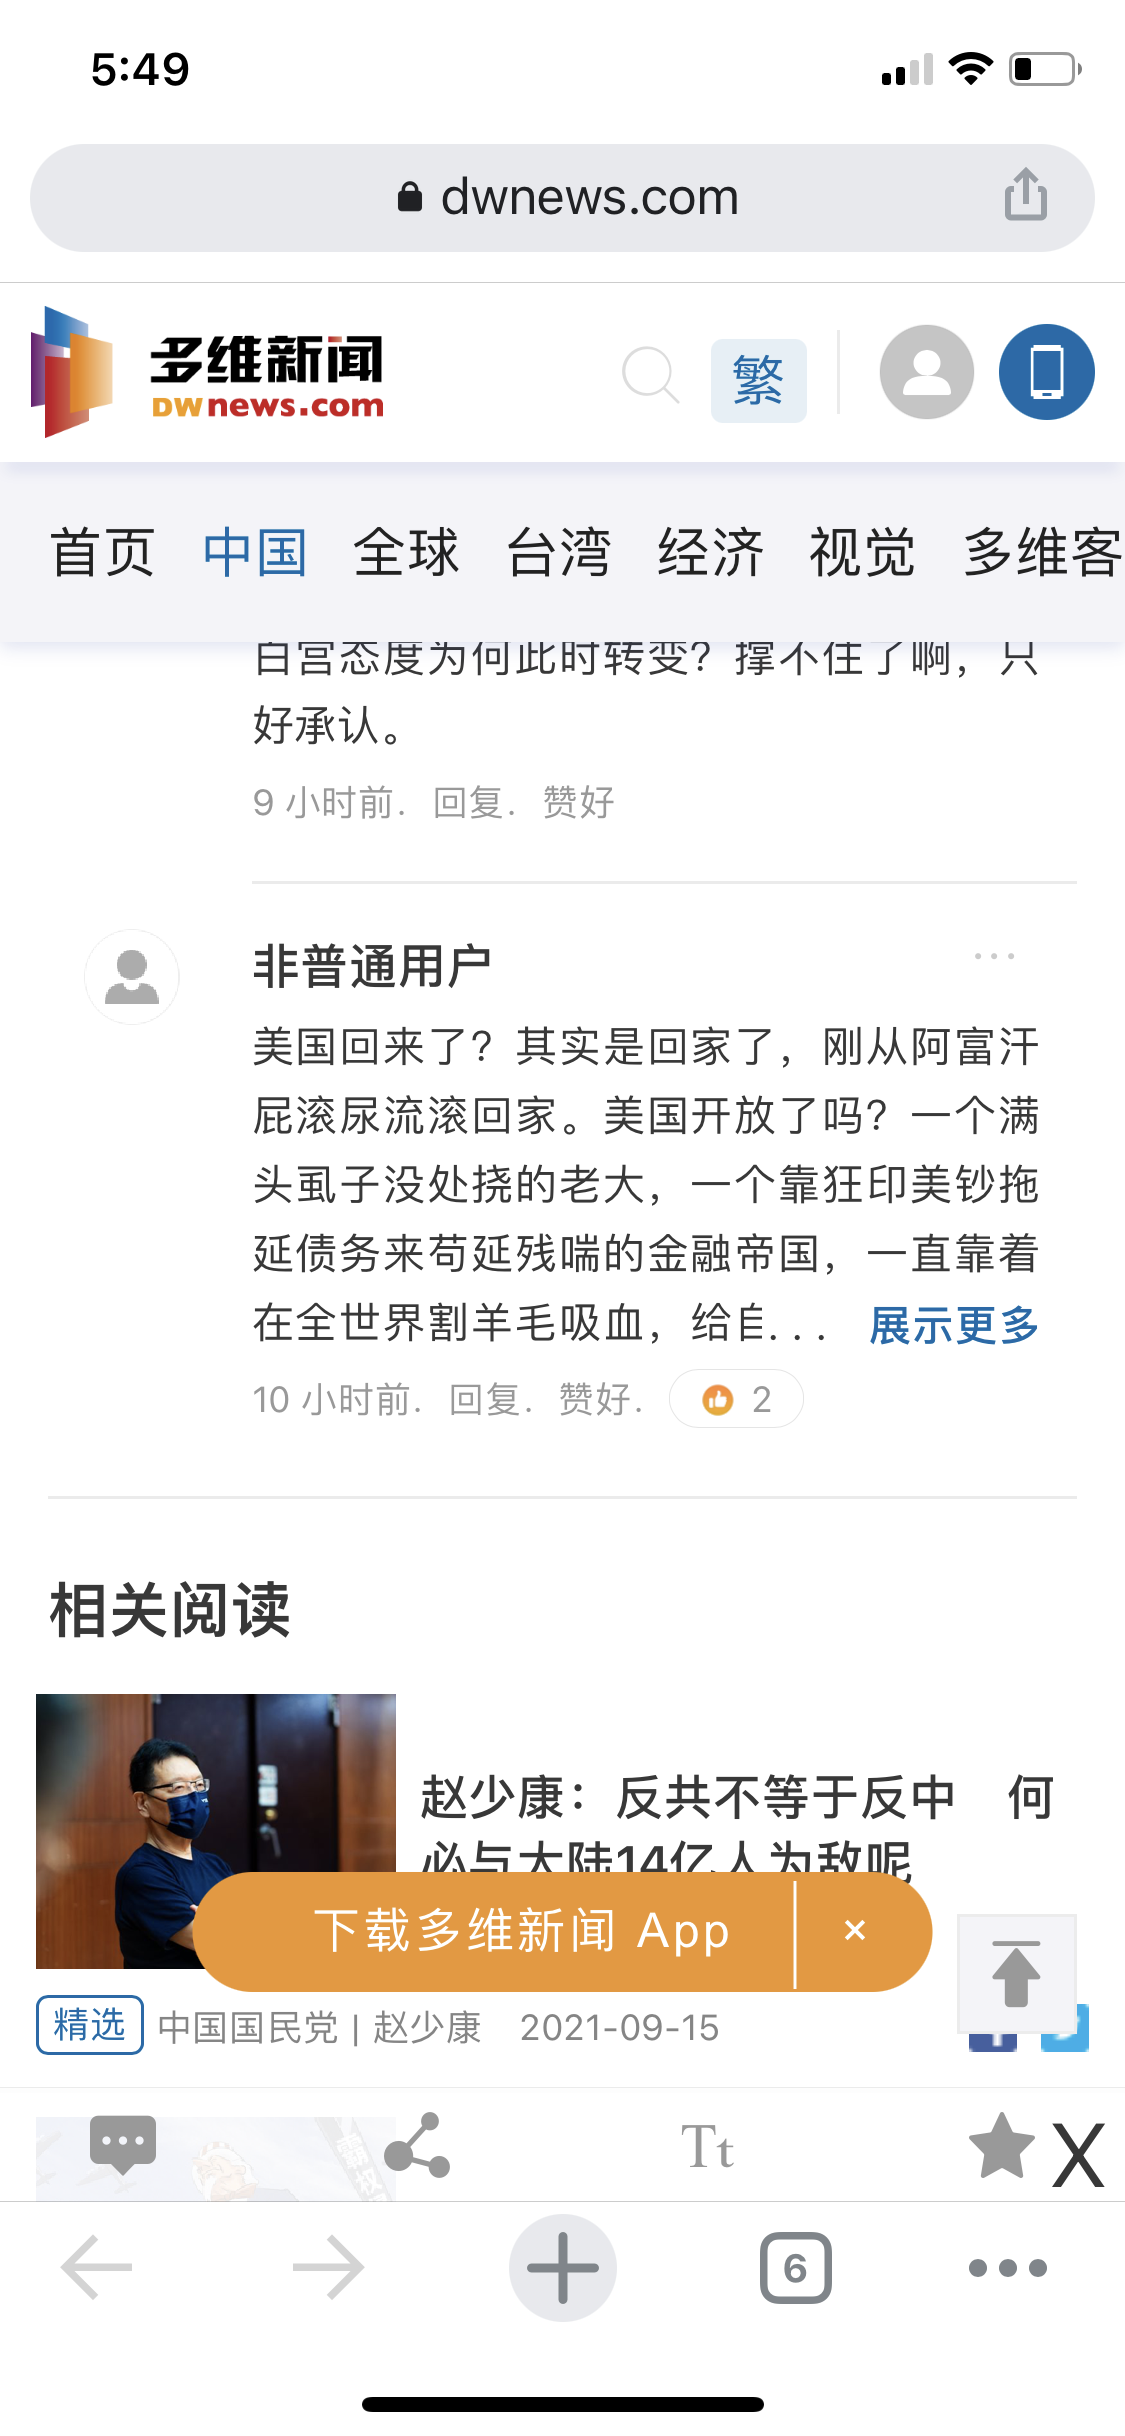 5:49
dwnews.com
多维新闻
DWnews.com
繁
首页 中国 全球 台湾 经济 视觉 多维客
白宫态度为何此时转变？撑不住了啊，只
好承认。
9 小时前. 回复. 赞好
非普通用户
美国回来了？其实是回家了，刚从阿富汗
屁滚尿流滚回家。美国开放了吗？一个满
头虱子没处挠的老大，一个靠狂印美钞拖
延债务来苟延残喘的金融帝国，一直靠着
在全世界割羊毛吸血，给自... 展示更多
10 小时前. 回复. 赞好. 2
相关阅读
赵少康：反共不等于反中　何
必与大陆14亿人为敌呢
下载多维新闻 App ×
精选 中国国民党 | 赵少康 2021-09-15
霸权
Tt X
6